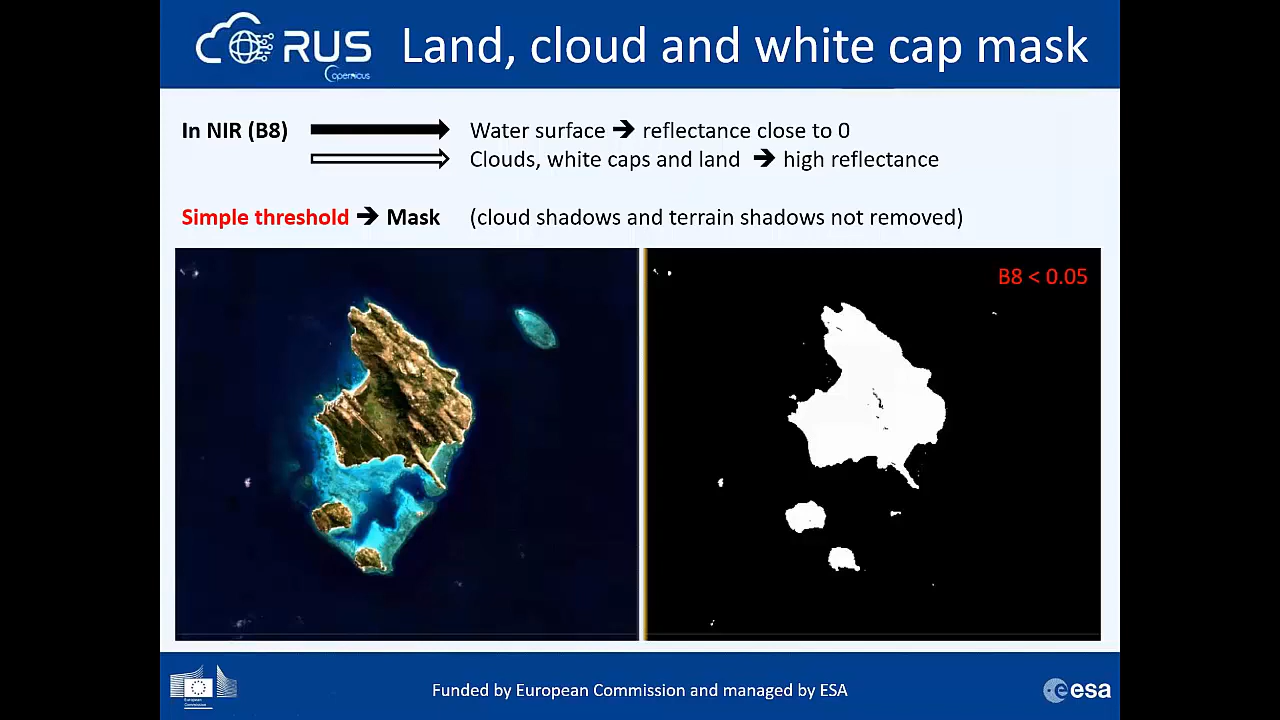 RUS
Copernicus
Land, cloud and white cap mask
In NIR (B8)
Water surface ➔ reflectance close to 0
Clouds, white caps and land ➔ high reflectance
Simple threshold ➔ Mask (cloud shadows and terrain shadows not removed)
B8 < 0.05
European
Commission
Funded by European Commission and managed by ESA
esa